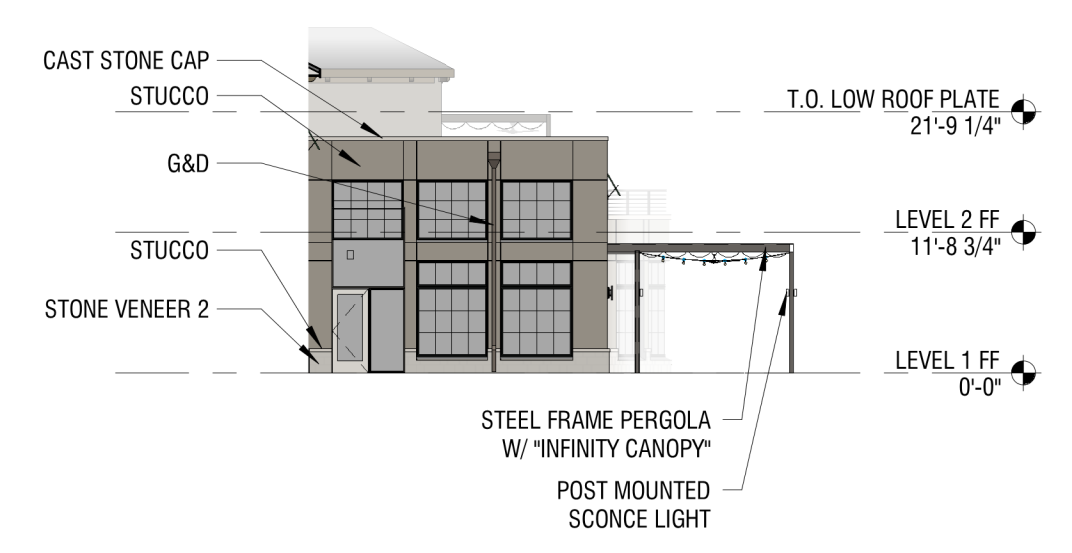 CAST STONE CAP
STUCCO
G&D
STUCCO
STONE VENEER 2
T.O. LOW ROOF PLATE
21'-9 1/4"
LEVEL 2 FF
11'-8 3/4"
LEVEL 1 FF
0'-0"
STEEL FRAME PERGOLA
W/ "INFINITY CANOPY"
POST MOUNTED
SCONCE LIGHT